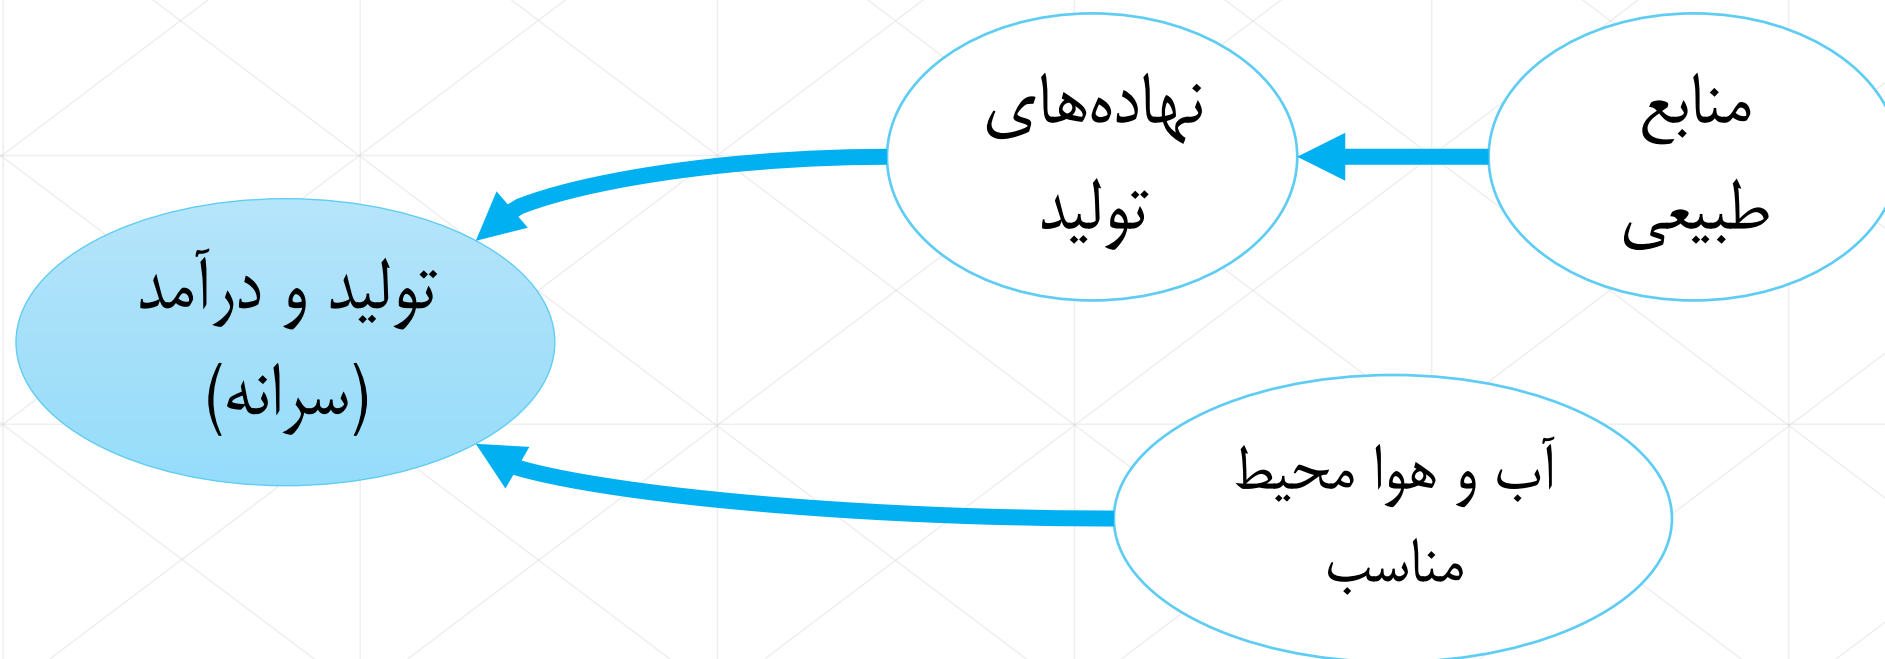 منابع
طبیعی
نهاده‌های
تولید
تولید و درآمد
(سرانه)
آب و هوا محیط
مناسب